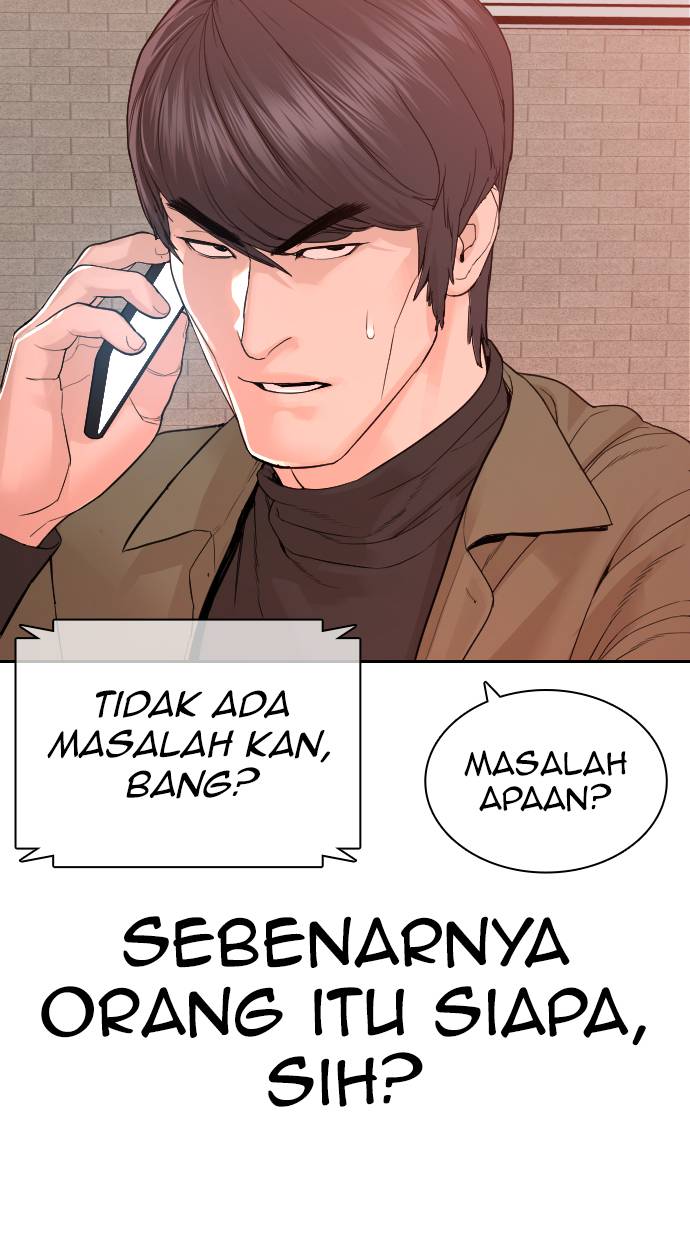 TIDAK ADA
MASALAH KAN,
BANG?
MASALAH
APAAN?
SEBENARNYA
ORANG ITU SIAPA,
SIH?